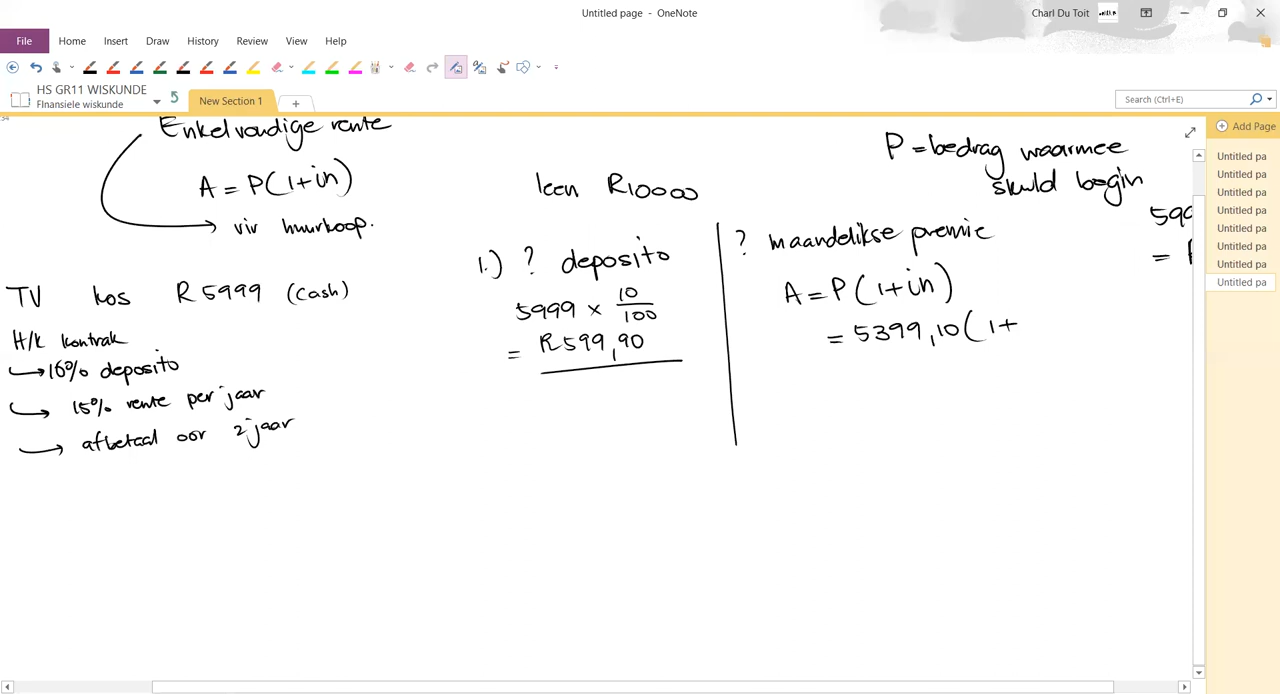 Untitled page - OneNote
Charl Du Toit
File Home Insert Draw History Review View Help
HS GR11 WISKUNDE
FInansiele wiskunde
New Section 1
+
Search (Ctrl+E)
Add Page
Untitled pa
Untitled pa
Untitled pa
Untitled pa
Untitled pa
Untitled pa
Untitled pa
Untitled pa
34
Enkelvoudige rente
A = P(1+in)
vir huurkoop.
TV kos R5999 (cash)
H/k kontrak
10% deposito
15% rente per jaar
afbetaal oor 2 jaar
leen R10000
1.) ? deposito
5999 × 10/100
= R599,90
P = bedrag waarmee
skuld begin
? maandelikse premie
A = P(1+in)
= 5399,10(1+
599
=